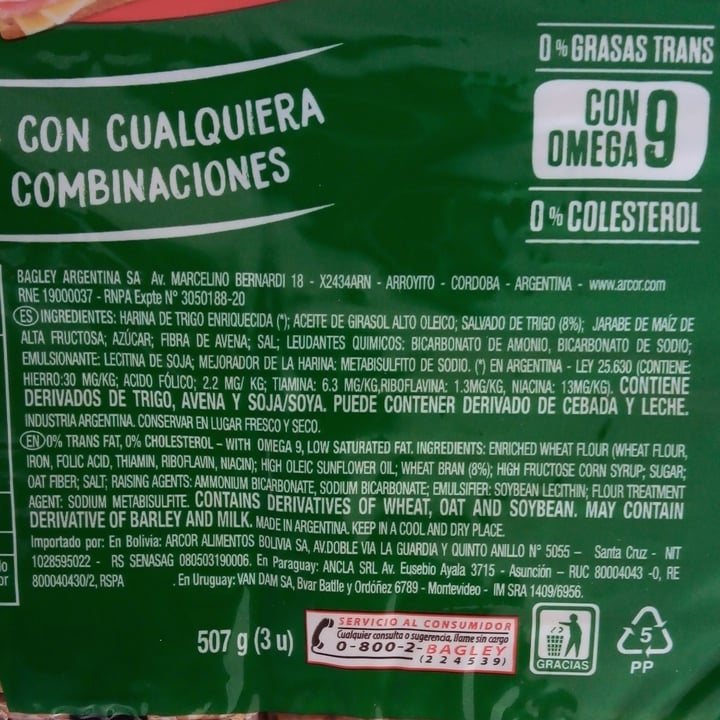 0% GRASAS TRANS
CON OMEGA 9
0% COLESTEROL
CON CUALQUIERA
COMBINACIONES
BAGLEY ARGENTINA SA Av. MARCELINO BERNARDI 18 - X2434ARN - ARROYITO - CORDOBA - ARGENTINA - www.arcor.com
RNE 19000037 - RNPA Expte N° 3050188-20
ES INGREDIENTES: HARINA DE TRIGO ENRIQUECIDA (*); ACEITE DE GIRASOL ALTO OLEICO; SALVADO DE TRIGO (8%); JARABE DE MAÍZ DE
ALTA FRUCTOSA; AZÚCAR; FIBRA DE AVENA; SAL; LEUDANTES QUIMICOS: BICARBONATO DE AMONIO, BICARBONATO DE SODIO;
EMULSIONANTE: LECITINA DE SOJA; MEJORADOR DE LA HARINA: METABISULFITO DE SODIO. (*) EN ARGENTINA - LEY 25.630 (CONTIENE:
HIERRO:30 MG/KG; ACIDO FÓLICO; 2.2 MG/ KG; TIAMINA: 6.3 MG/KG,RIBOFLAVINA: 1.3MG/KG, NIACINA: 13MG/KG). CONTIENE
DERIVADOS DE TRIGO, AVENA Y SOJA/SOYA. PUEDE CONTENER DERIVADO DE CEBADA Y LECHE.
INDUSTRIA ARGENTINA. CONSERVAR EN LUGAR FRESCO Y SECO.
EN 0% TRANS FAT, 0% CHOLESTEROL - WITH OMEGA 9, LOW SATURATED FAT. INGREDIENTS: ENRICHED WHEAT FLOUR (WHEAT FLOUR,
IRON, FOLIC ACID, THIAMIN, RIBOFLAVIN, NIACIN); HIGH OLEIC SUNFLOWER OIL; WHEAT BRAN (8%); HIGH FRUCTOSE CORN SYRUP; SUGAR;
OAT FIBER; SALT; RAISING AGENTS: AMMONIUM BICARBONATE, SODIUM BICARBONATE; EMULSIFIER: SOYBEAN LECITHIN; FLOUR TREATMENT
AGENT: SODIUM METABISULFITE. CONTAINS DERIVATIVES OF WHEAT, OAT AND SOYBEAN. MAY CONTAIN
DERIVATIVE OF BARLEY AND MILK. MADE IN ARGENTINA. KEEP IN A COOL AND DRY PLACE.
Importado por: En Bolivia: ARCOR ALIMENTOS BOLIVIA SA, AV.DOBLE VIA LA GUARDIA Y QUINTO ANILLO N° 5055 - Santa Cruz - NIT
1028595022 - RS SENASAG 080503190006. En Paraguay: ANCLA SRL Av. Eusebio Ayala 3715 - Asunción - RUC 80004043 -0, RE
800040430/2, RSPA . En Uruguay: VAN DAM SA, Bvar Batlle y Ordóñez 6789 - Montevideo - IM SRA 1409/6956.
507 g (3 u)
SERVICIO AL CONSUMIDOR
Cualquier consulta o sugerencia, llame sin cargo
0-800-2-BAGLEY
(224539)
GRACIAS
5
PP